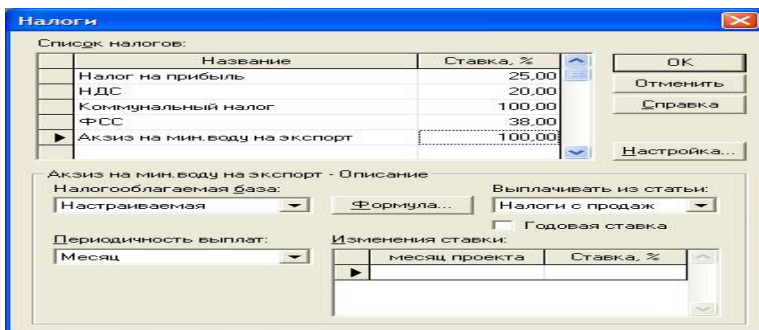 Налоги
Список налогов:
Название Ставка, %
Налог на прибыль 25,00
НДС 20,00
Коммунальный налог 100,00
ФСС 38,00
Акзиз на мин.воду на экспорт 100,00
OK
Отменить
Справка
Настройка...
Акзиз на мин.воду на экспорт - Описание
Налогооблагаемая база: Выплачивать из статьи:
Настраиваемая Формула... Налоги с продаж
Годовая ставка
Периодичность выплат: Изменения ставки:
Месяц месяц проекта Ставка, %